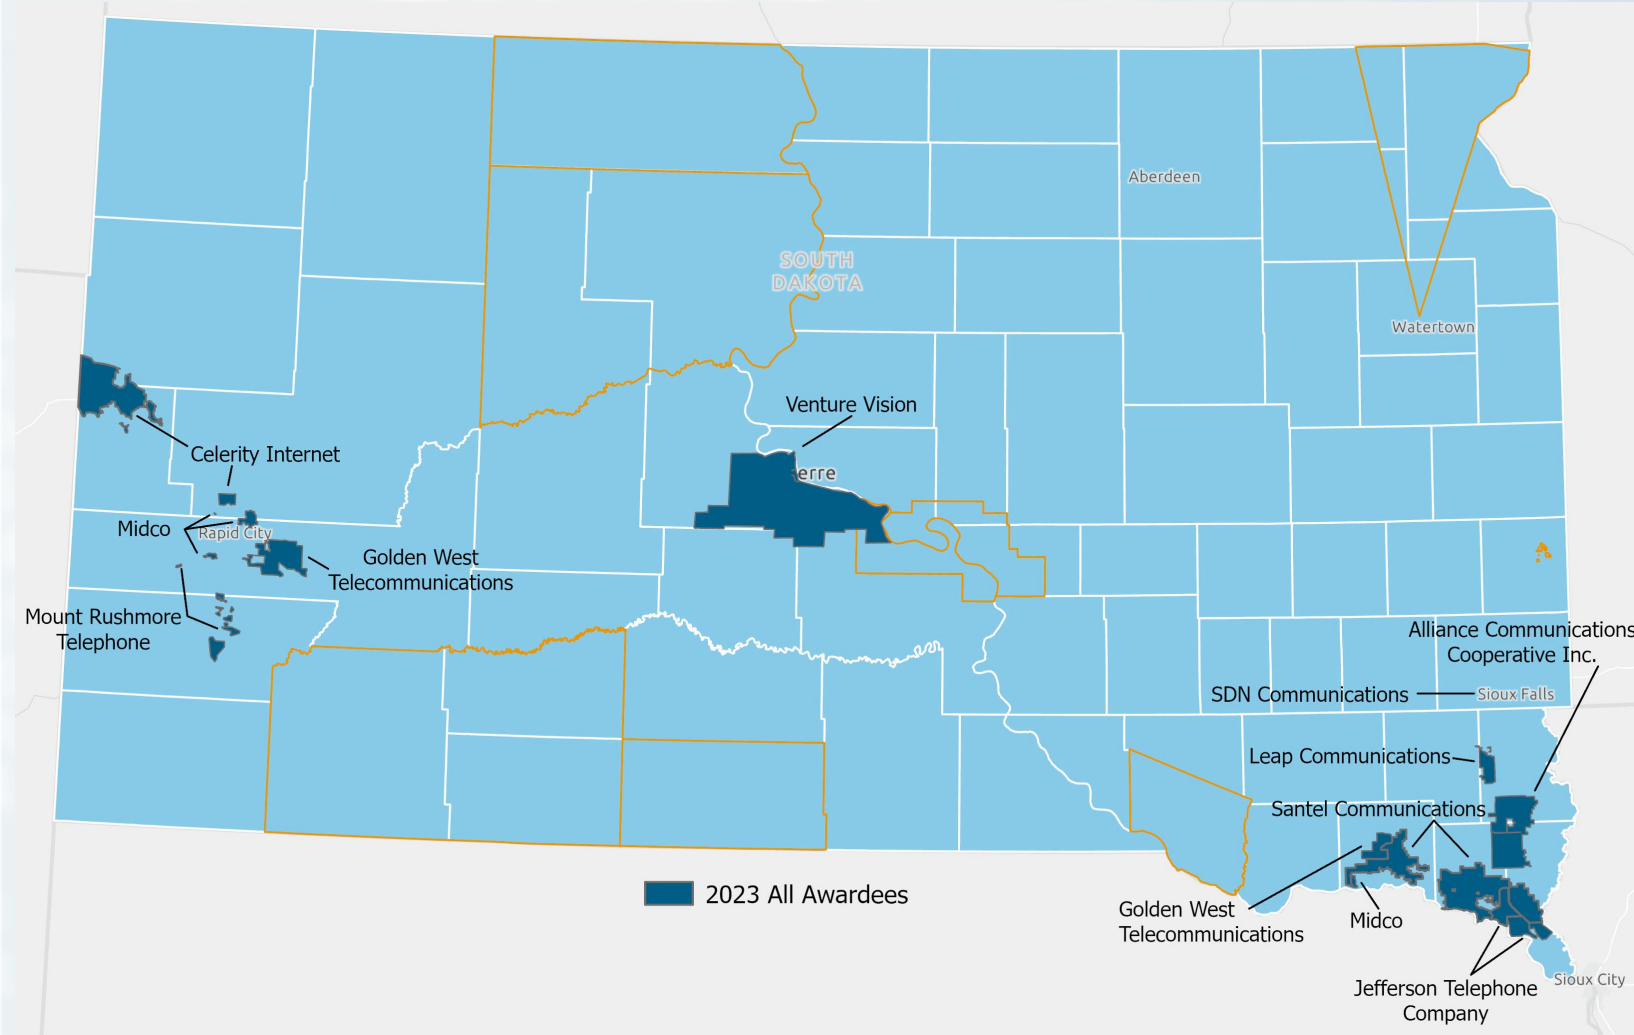 Aberdeen
SOUTH
DAKOTA
Watertown
Venture Vision
Celerity Internet
erre
Midco
Rapid City
Golden West
Telecommunications
Mount Rushmore
Telephone
Alliance Communications
Cooperative Inc.
SDN Communications
Sioux Falls
Leap Communications
Santel Communications
2023 All Awardees
Golden West
Telecommunications
Midco
Sioux City
Jefferson Telephone
Company